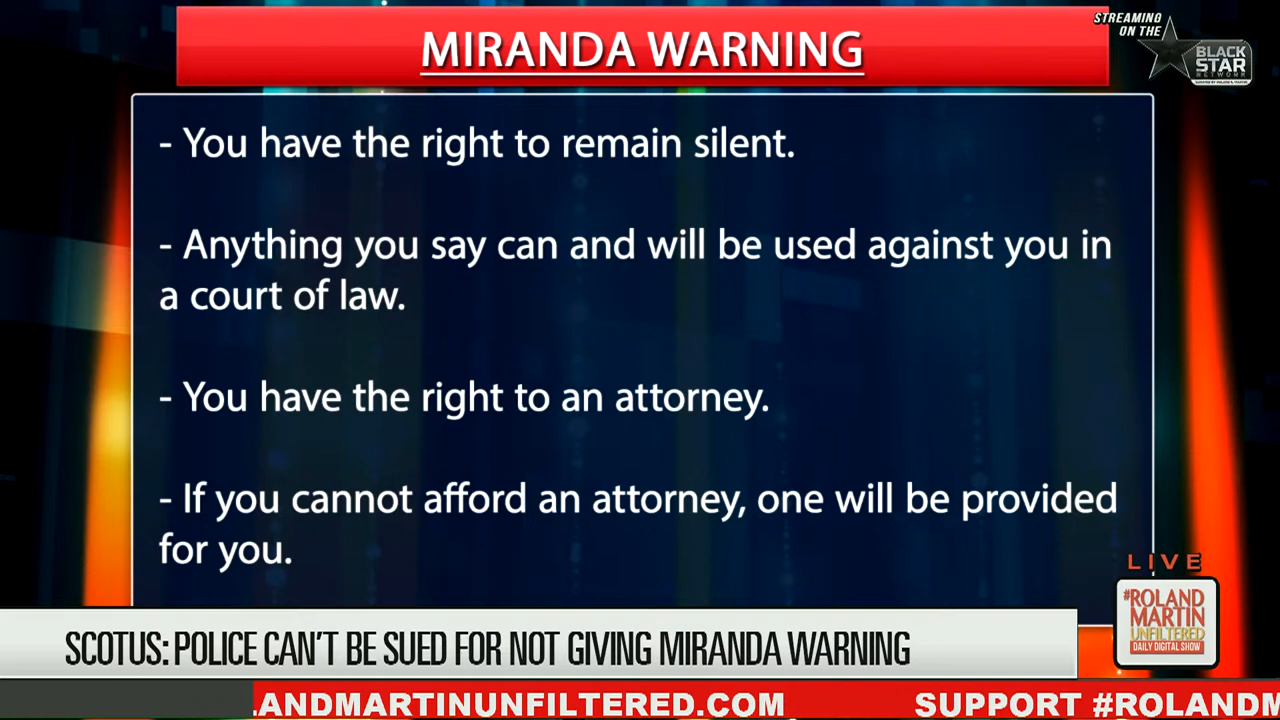 STREAMING
ON THE
BLACK
STAR
NETWORK
MIRANDA WARNING
- You have the right to remain silent.
- Anything you say can and will be used against you in
a court of law.
- You have the right to an attorney.
- If you cannot afford an attorney, one will be provided
for you.
LIVE
#ROLAND
MARTIN
UNFILTERED
DAILY DIGITAL SHOW
SCOTUS: POLICE CAN'T BE SUED FOR NOT GIVING MIRANDA WARNING
.ANDMARTINUNFILTERED.COM SUPPORT #ROLANDM